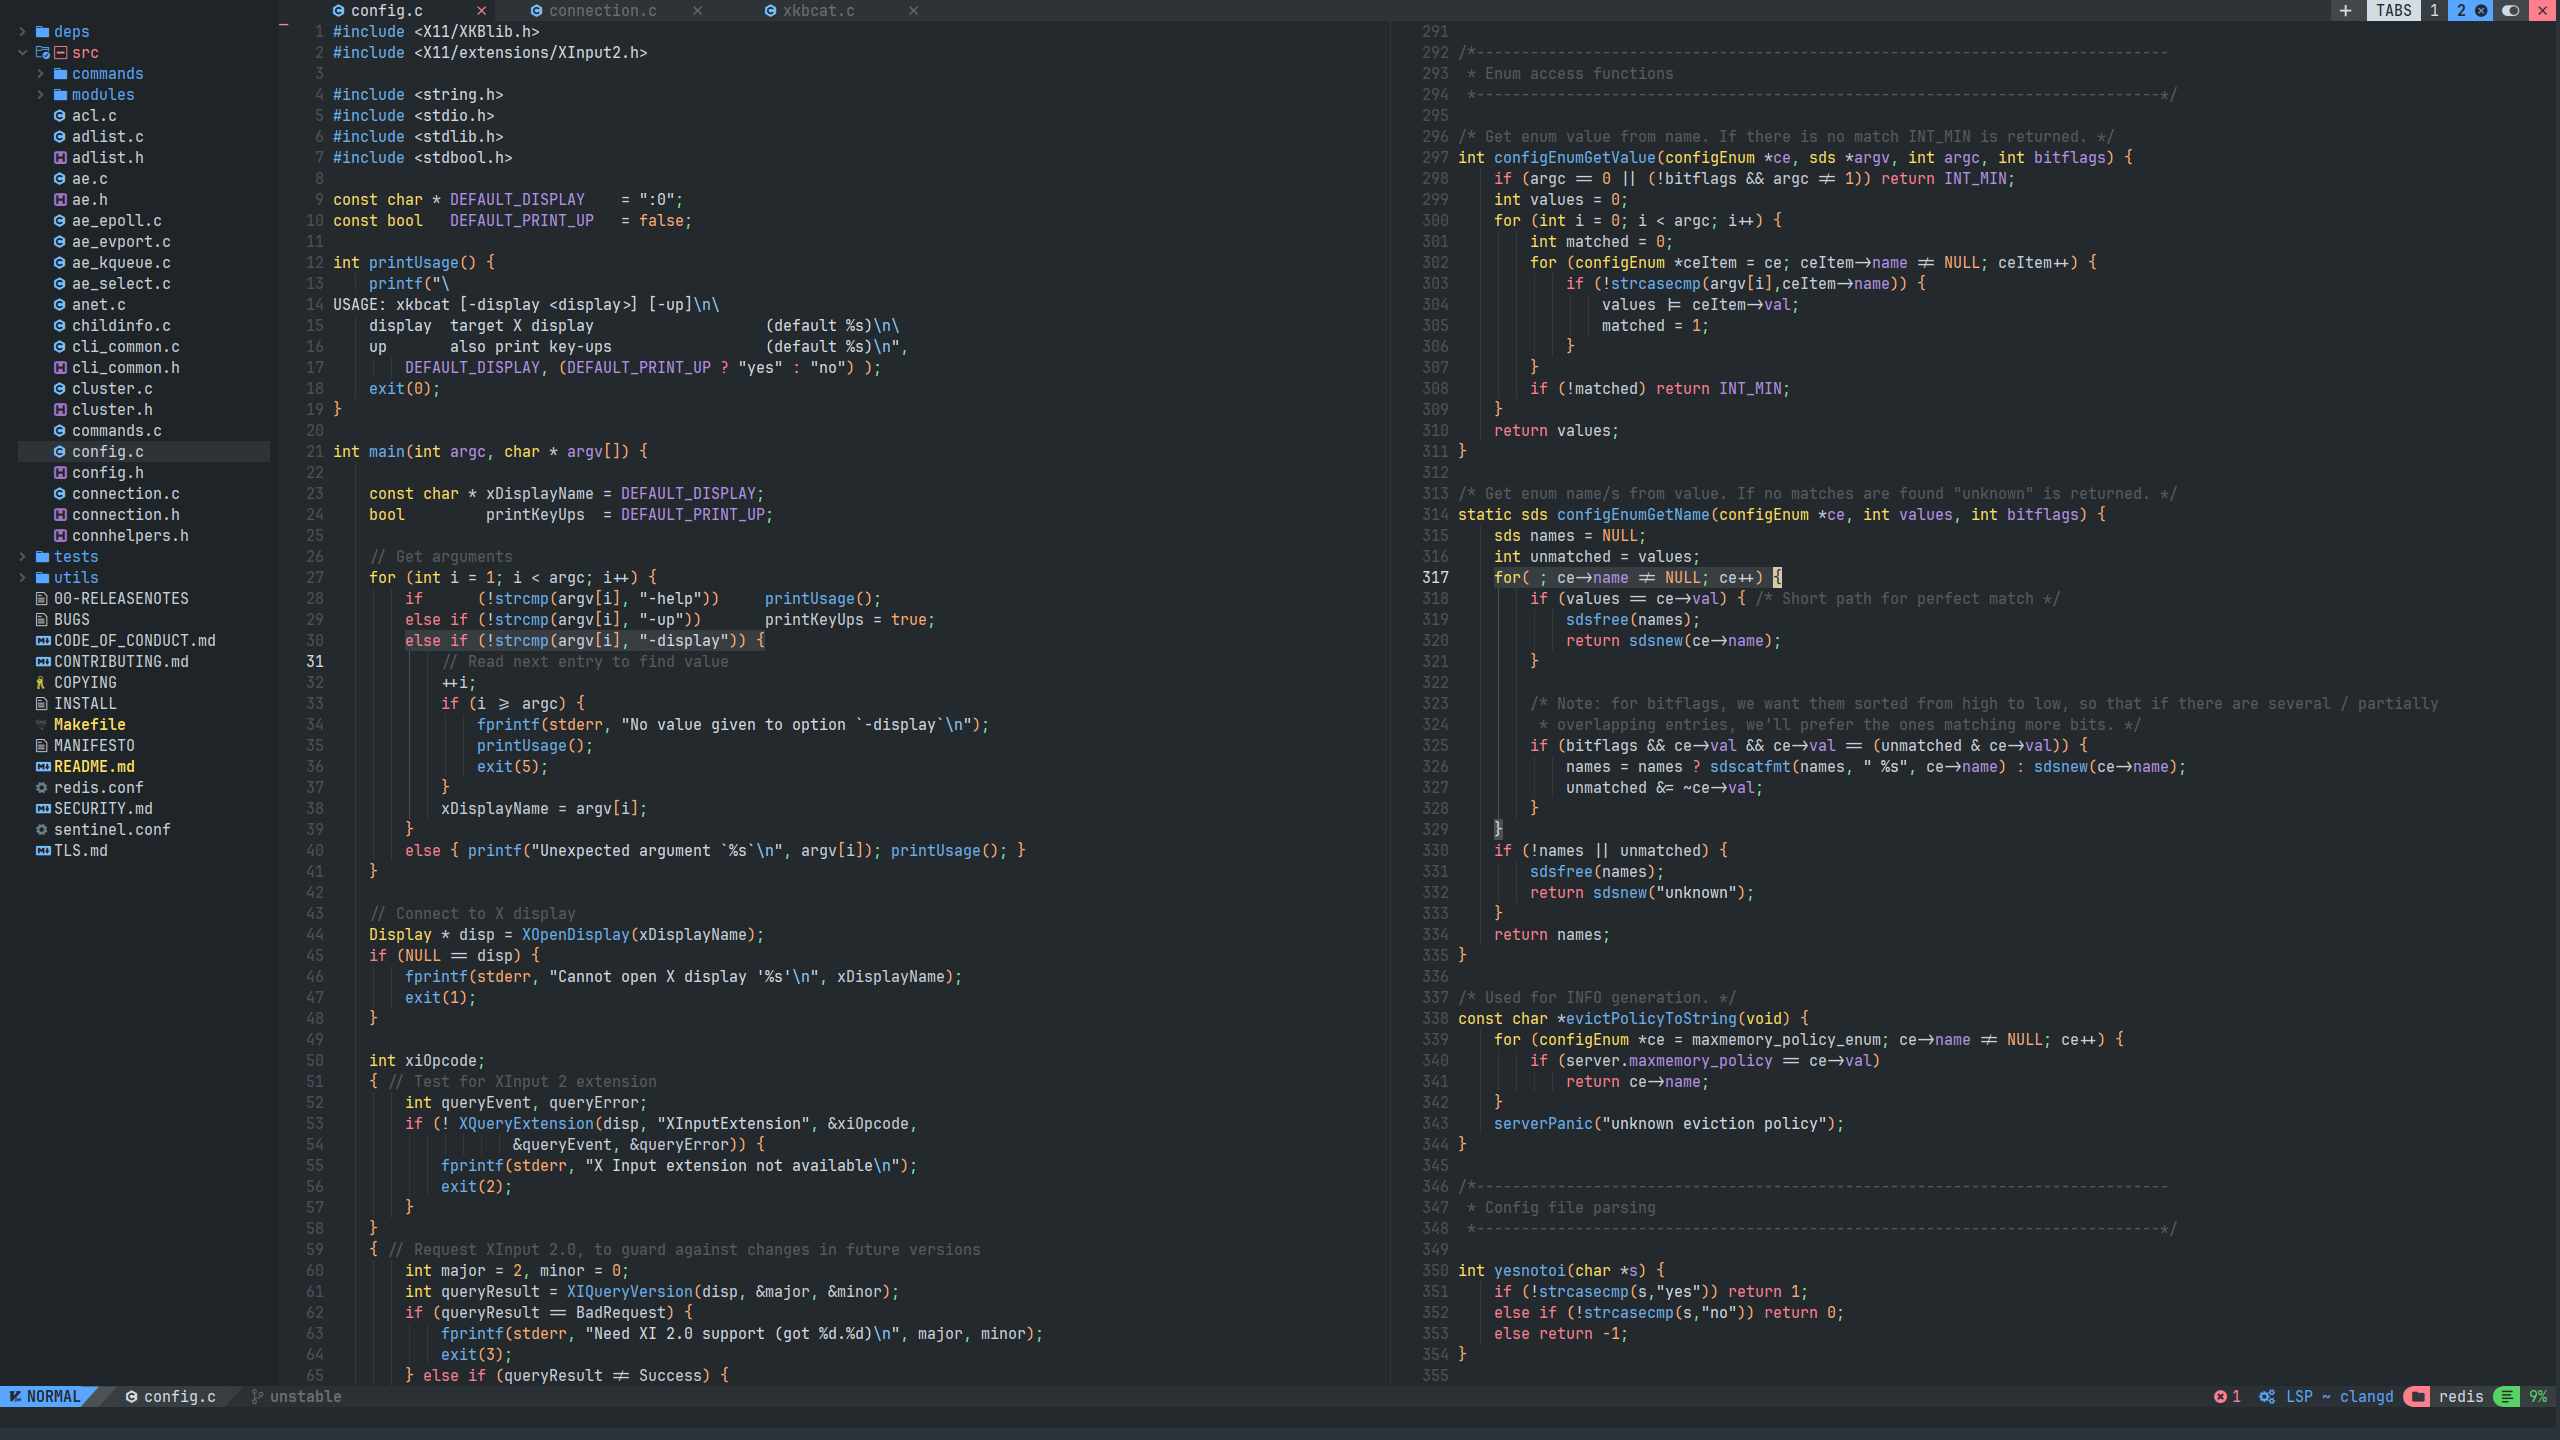 config.c connection.c xkbcat.c TABS 1 2
deps
src
commands
modules
acl.c
adlist.c
adlist.h
ae.c
ae.h
ae_epoll.c
ae_evport.c
ae_kqueue.c
ae_select.c
anet.c
childinfo.c
cli_common.c
cli_common.h
cluster.c
cluster.h
commands.c
config.c
config.h
connection.c
connection.h
connhelpers.h
tests
utils
00-RELEASENOTES
BUGS
CODE_OF_CONDUCT.md
CONTRIBUTING.md
COPYING
INSTALL
Makefile
MANIFESTO
README.md
redis.conf
SECURITY.md
sentinel.conf
TLS.md
1 #include <X11/XKBlib.h>
2 #include <X11/extensions/XInput2.h>
3
4 #include <string.h>
5 #include <stdio.h>
6 #include <stdlib.h>
7 #include <stdbool.h>
8
9 const char * DEFAULT_DISPLAY    = ":0";
10 const bool   DEFAULT_PRINT_UP   = false;
11
12 int printUsage() {
13     printf("\
14 USAGE: xkbcat [-display <display>] [-up]\n\
15     display  target X display                   (default %s)\n\
16     up       also print key-ups                 (default %s)\n",
17         DEFAULT_DISPLAY, (DEFAULT_PRINT_UP ? "yes" : "no") );
18     exit(0);
19 }
20
21 int main(int argc, char * argv[]) {
22
23     const char * xDisplayName = DEFAULT_DISPLAY;
24     bool         printKeyUps  = DEFAULT_PRINT_UP;
25
26     // Get arguments
27     for (int i = 1; i < argc; i++) {
28         if      (!strcmp(argv[i], "-help"))     printUsage();
29         else if (!strcmp(argv[i], "-up"))       printKeyUps = true;
30         else if (!strcmp(argv[i], "-display")) {
31             // Read next entry to find value
32             ++i;
33             if (i >= argc) {
34                 fprintf(stderr, "No value given to option `-display`\n");
35                 printUsage();
36                 exit(5);
37             }
38             xDisplayName = argv[i];
39         }
40         else { printf("Unexpected argument `%s`\n", argv[i]); printUsage(); }
41     }
42
43     // Connect to X display
44     Display * disp = XOpenDisplay(xDisplayName);
45     if (NULL == disp) {
46         fprintf(stderr, "Cannot open X display '%s'\n", xDisplayName);
47         exit(1);
48     }
49
50     int xiOpcode;
51     { // Test for XInput 2 extension
52         int queryEvent, queryError;
53         if (! XQueryExtension(disp, "XInputExtension", &xiOpcode,
54                     &queryEvent, &queryError)) {
55             fprintf(stderr, "X Input extension not available\n");
56             exit(2);
57         }
58     }
59     { // Request XInput 2.0, to guard against changes in future versions
60         int major = 2, minor = 0;
61         int queryResult = XIQueryVersion(disp, &major, &minor);
62         if (queryResult == BadRequest) {
63             fprintf(stderr, "Need XI 2.0 support (got %d.%d)\n", major, minor);
64             exit(3);
65         } else if (queryResult != Success) {
291
292 /*-----------------------------------------------------------------------------
293  * Enum access functions
294  *----------------------------------------------------------------------------*/
295
296 /* Get enum value from name. If there is no match INT_MIN is returned. */
297 int configEnumGetValue(configEnum *ce, sds *argv, int argc, int bitflags) {
298     if (argc == 0 || (!bitflags && argc != 1)) return INT_MIN;
299     int values = 0;
300     for (int i = 0; i < argc; i++) {
301         int matched = 0;
302         for (configEnum *ceItem = ce; ceItem->name != NULL; ceItem++) {
303             if (!strcasecmp(argv[i],ceItem->name)) {
304                 values |= ceItem->val;
305                 matched = 1;
306             }
307         }
308         if (!matched) return INT_MIN;
309     }
310     return values;
311 }
312
313 /* Get enum name/s from value. If no matches are found "unknown" is returned. */
314 static sds configEnumGetName(configEnum *ce, int values, int bitflags) {
315     sds names = NULL;
316     int unmatched = values;
317     for( ; ce->name != NULL; ce++) {
318         if (values == ce->val) { /* Short path for perfect match */
319             sdsfree(names);
320             return sdsnew(ce->name);
321         }
322
323         /* Note: for bitflags, we want them sorted from high to low, so that if there are several / partially
324          * overlapping entries, we'll prefer the ones matching more bits. */
325         if (bitflags && ce->val && ce->val == (unmatched & ce->val)) {
326             names = names ? sdscatfmt(names, " %s", ce->name) : sdsnew(ce->name);
327             unmatched &= ~ce->val;
328         }
329     }
330     if (!names || unmatched) {
331         sdsfree(names);
332         return sdsnew("unknown");
333     }
334     return names;
335 }
336
337 /* Used for INFO generation. */
338 const char *evictPolicyToString(void) {
339     for (configEnum *ce = maxmemory_policy_enum; ce->name != NULL; ce++) {
340         if (server.maxmemory_policy == ce->val)
341             return ce->name;
342     }
343     serverPanic("unknown eviction policy");
344 }
345
346 /*-----------------------------------------------------------------------------
347  * Config file parsing
348  *----------------------------------------------------------------------------*/
349
350 int yesnotoi(char *s) {
351     if (!strcasecmp(s,"yes")) return 1;
352     else if (!strcasecmp(s,"no")) return 0;
353     else return -1;
354 }
355
NORMAL config.c unstable 1 LSP ~ clangd redis 9%